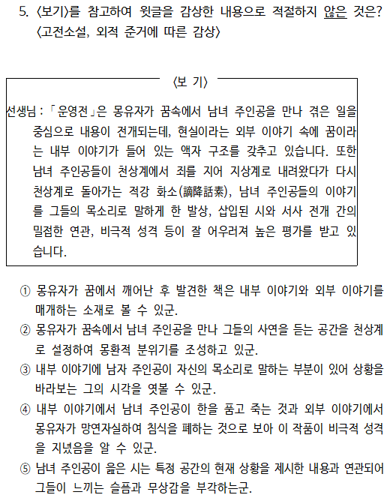 5. <보기>를 참고하여 윗글을 감상한 내용으로 적절하지 않은 것은?
<고전소설, 외적 준거에 따른 감상>
<보 기>
선생님 : 「운영전」은 몽유자가 꿈속에서 남녀 주인공을 만나 겪은 일을
중심으로 내용이 전개되는데, 현실이라는 외부 이야기 속에 꿈이라
는 내부 이야기가 들어 있는 액자 구조를 갖추고 있습니다. 또한
남녀 주인공들이 천상계에서 죄를 지어 지상계로 내려왔다가 다시
천상계로 돌아가는 적강 화소(謫降話素), 남녀 주인공들의 이야기
를 그들의 목소리로 말하게 한 발상, 삽입된 시와 서사 전개 간의
밀접한 연관, 비극적 성격 등이 잘 어우러져 높은 평가를 받고 있
습니다.
① 몽유자가 꿈에서 깨어난 후 발견한 책은 내부 이야기와 외부 이야기를
매개하는 소재로 볼 수 있군.
② 몽유자가 꿈속에서 남녀 주인공을 만나 그들의 사연을 듣는 공간을 천상계
로 설정하여 몽환적 분위기를 조성하고 있군.
③ 내부 이야기에 남자 주인공이 자신의 목소리로 말하는 부분이 있어 상황을
바라보는 그의 시각을 엿볼 수 있군.
④ 내부 이야기에서 남녀 주인공이 한을 품고 죽는 것과 외부 이야기에서
몽유자가 망연자실하여 침식을 폐하는 것으로 보아 이 작품이 비극적 성격
을 지녔음을 알 수 있군.
⑤ 남녀 주인공이 읊은 시는 특정 공간의 현재 상황을 제시한 내용과 연관되어
그들이 느끼는 슬픔과 무상감을 부각하는군.